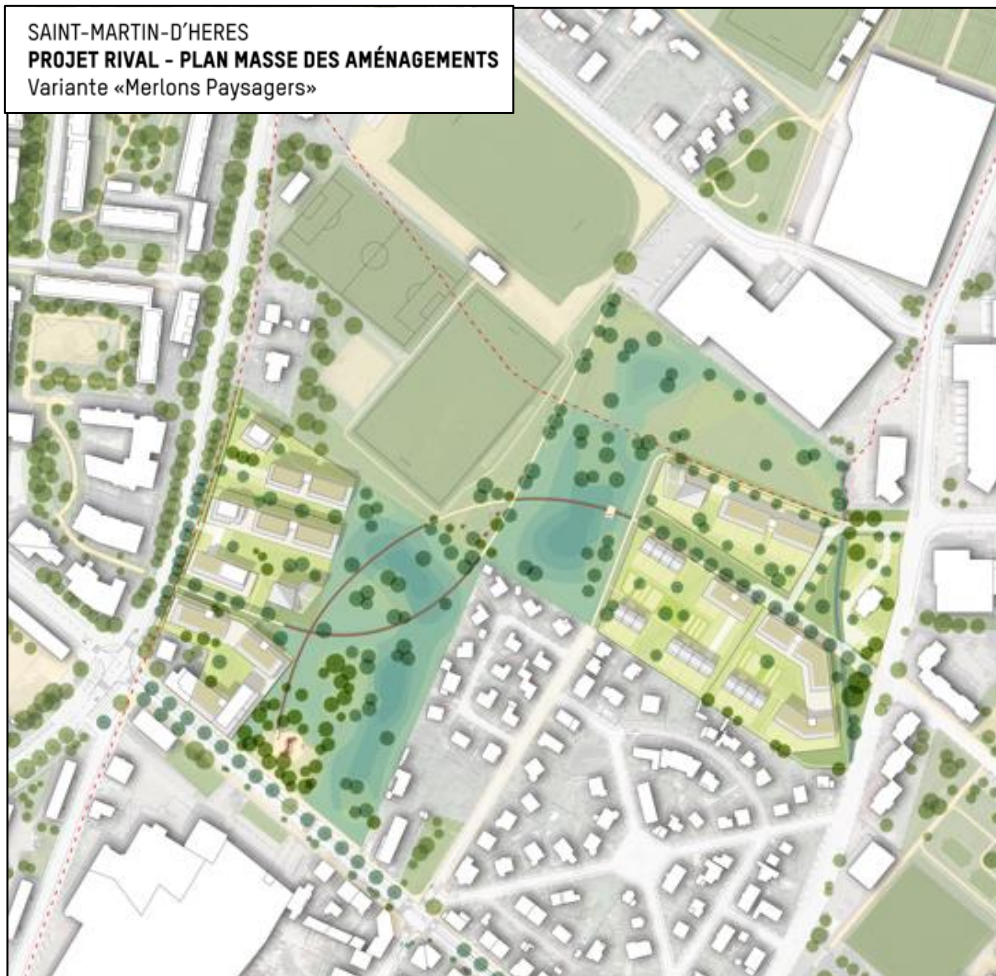 SAINT-MARTIN-D'HERES
PROJET RIVAL - PLAN MASSE DES AMÉNAGEMENTS
Variante «Merlons Paysagers»